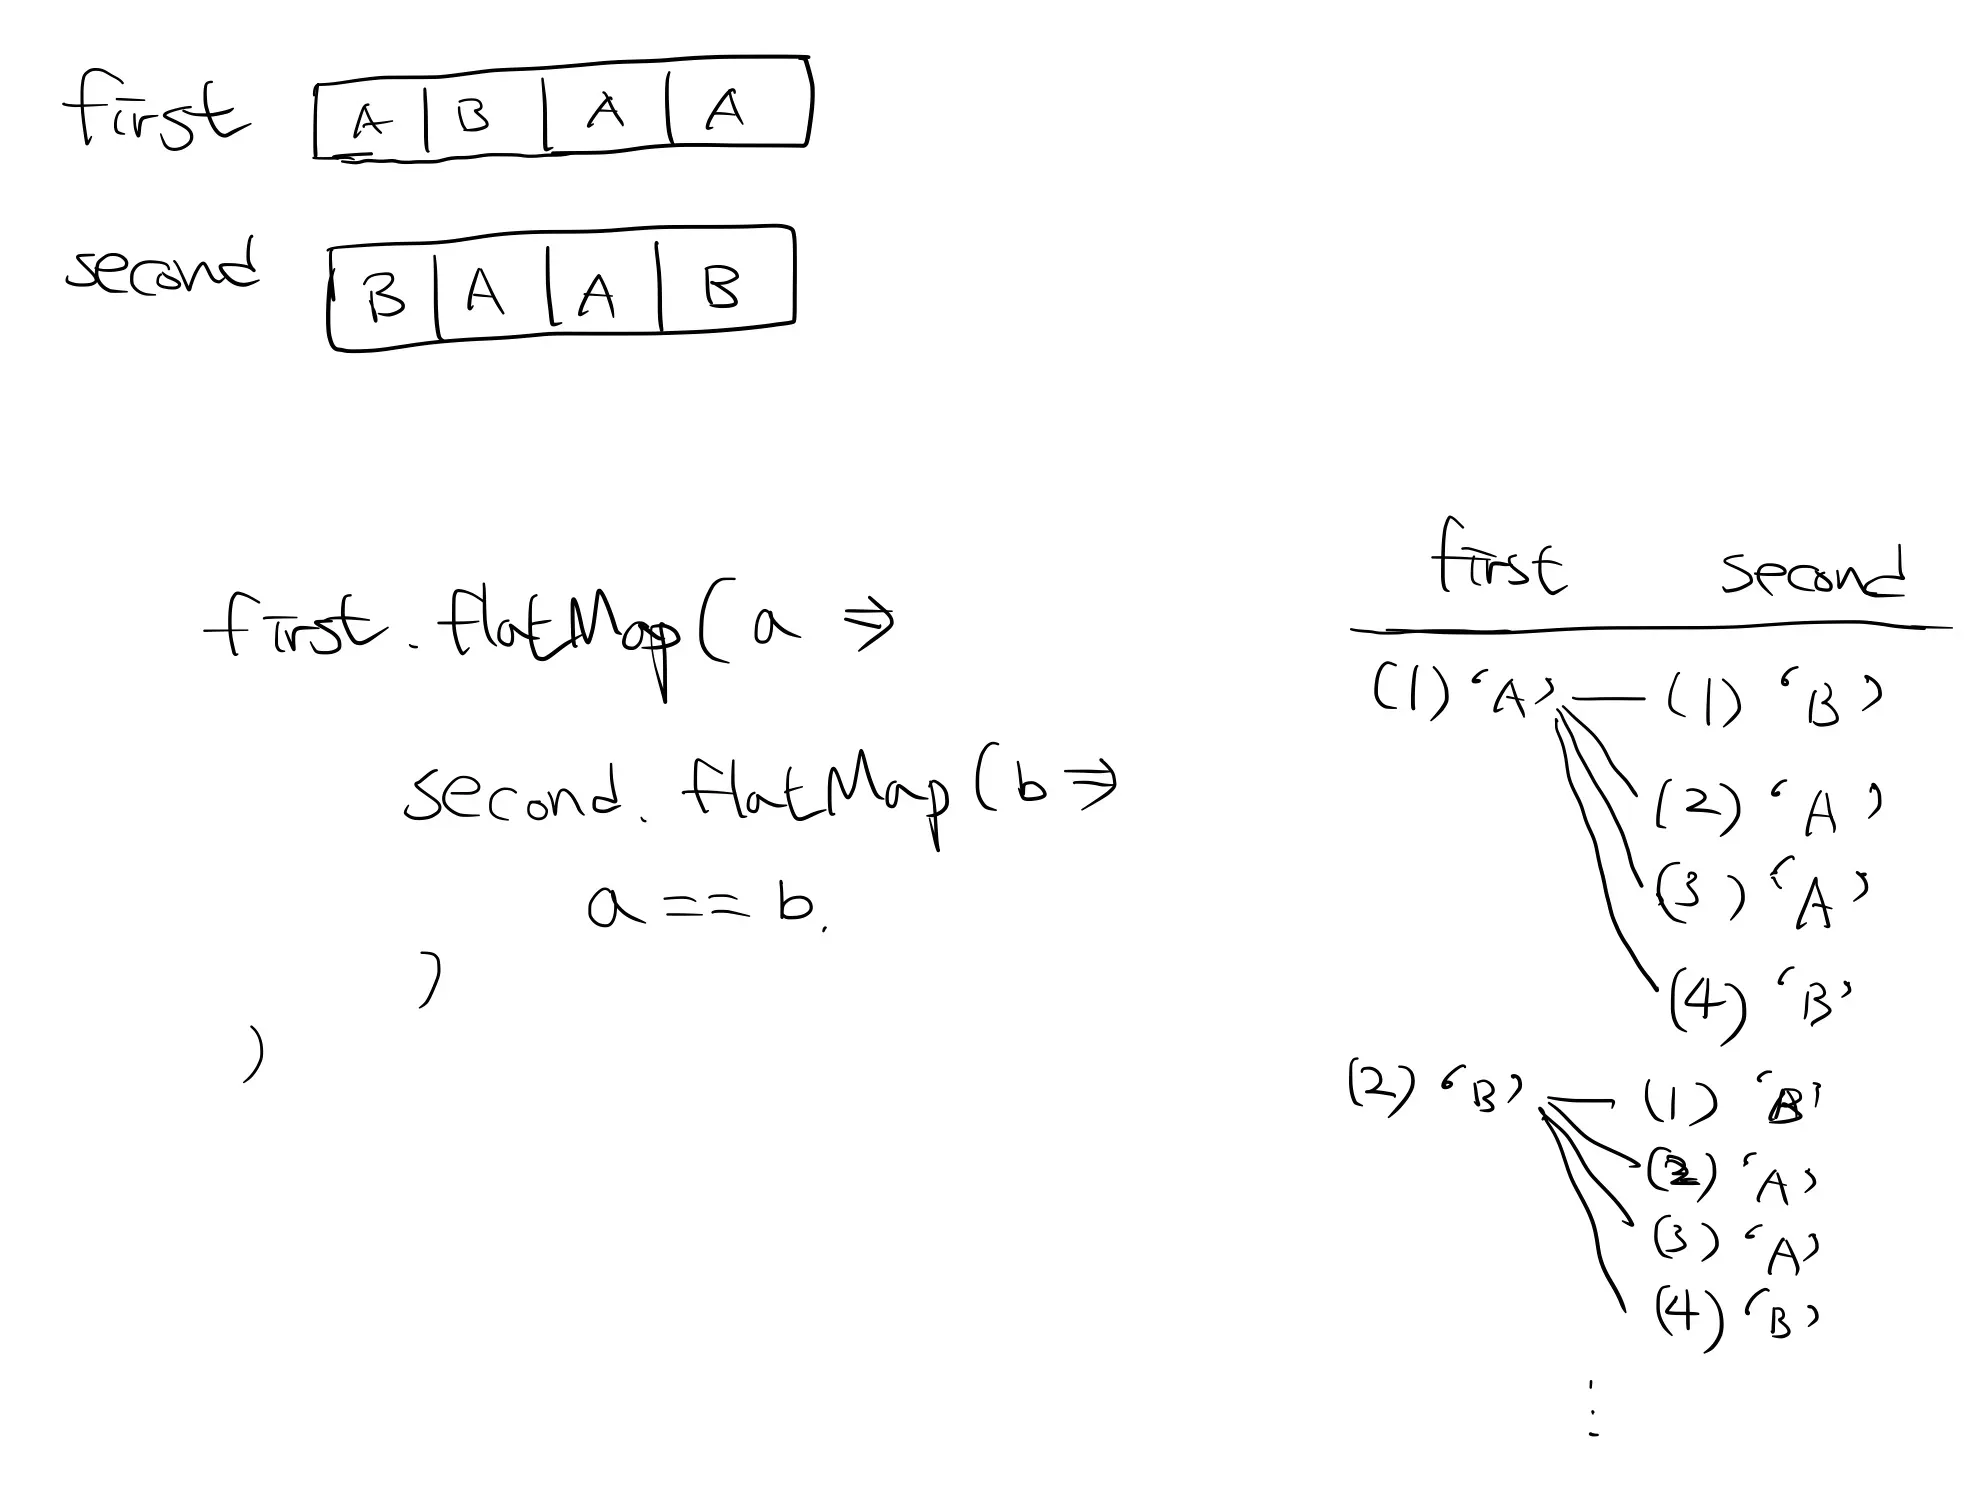 first A B A A
second B A A B
first.flatMap(a ⇒
second.flatMap(b ⇒
a == b.
)
)
first second
(1) 'A' — (1) 'B'
(2) 'A'
(3) 'A'
(4) 'B'
(2) 'B' — (1) 'B'
(2) 'A'
(3) 'A'
(4) 'B'
⋮